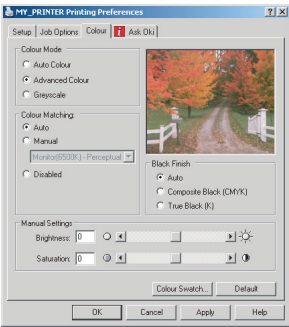 MY_PRINTER Printing Preferences
Setup
Job Options
Colour
Ask Oki
Colour Mode
Auto Colour
Advanced Colour
Greyscale
Colour Matching:
Auto
Manual
Monitor(6500K) - Perceptual
Disabled
Black Finish
Auto
Composite Black (CMYK)
True Black (K)
Manual Settings
Brightness: 0
Saturation: 0
Colour Swatch...
Default
OK
Cancel
Apply
Help